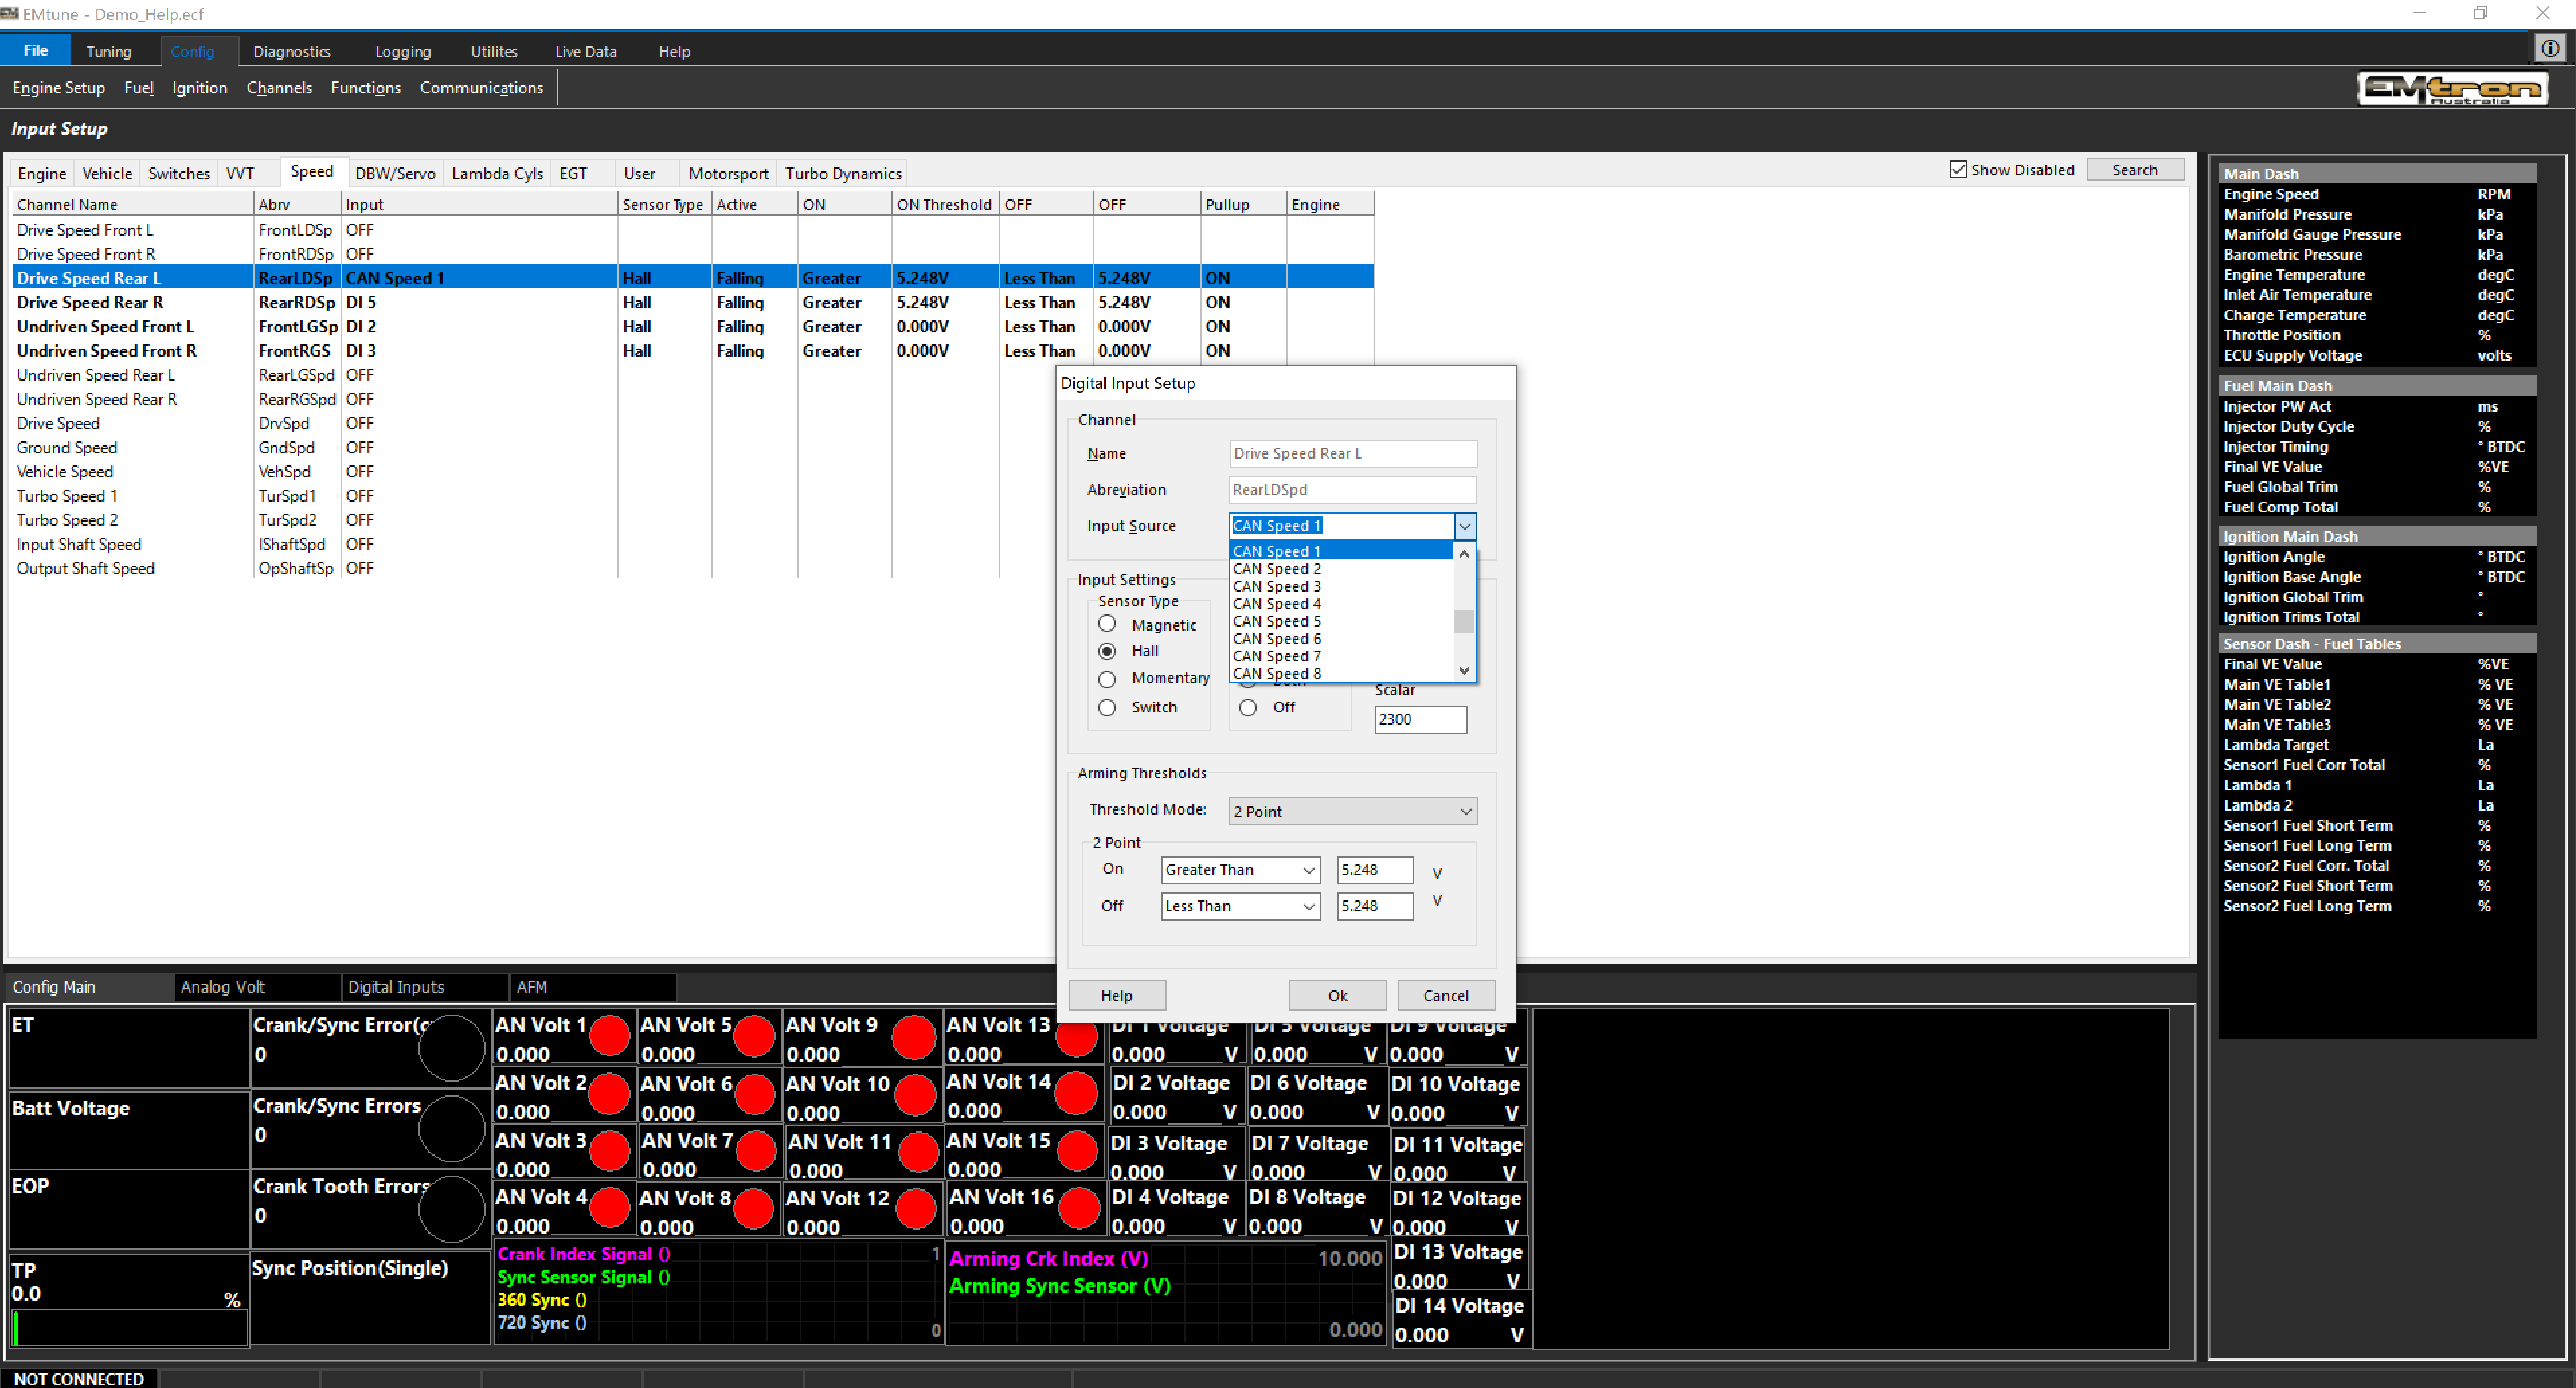 EMtune - Demo_Help.ecf
File Tuning Config Diagnostics Logging Utilites Live Data Help
Engine Setup Fuel Ignition Channels Functions Communications
EMtron Australia
Input Setup
Engine Vehicle Switches VVT Speed DBW/Servo Lambda Cyls EGT User Motorsport Turbo Dynamics Show Disabled Search
Channel Name Abrv Input Sensor Type Active ON ON Threshold OFF OFF Pullup Engine
Drive Speed Front L FrontLDSp OFF
Drive Speed Front R FrontRDSp OFF
Drive Speed Rear L RearLDSp CAN Speed 1 Hall Falling Greater 5.248V Less Than 5.248V ON
Drive Speed Rear R RearRDSp DI 5 Hall Falling Greater 5.248V Less Than 5.248V ON
Undriven Speed Front L FrontLGSp DI 2 Hall Falling Greater 0.000V Less Than 0.000V ON
Undriven Speed Front R FrontRGS DI 3 Hall Falling Greater 0.000V Less Than 0.000V ON
Undriven Speed Rear L RearLGSpd OFF
Undriven Speed Rear R RearRGSpd OFF
Drive Speed DrvSpd OFF
Ground Speed GndSpd OFF
Vehicle Speed VehSpd OFF
Turbo Speed 1 TurSpd1 OFF
Turbo Speed 2 TurSpd2 OFF
Input Shaft Speed IShaftSpd OFF
Output Shaft Speed OpShaftSp OFF
Digital Input Setup
Channel
Name Drive Speed Rear L
Abreviation RearLDSpd
Input Source CAN Speed 1
CAN Speed 1
CAN Speed 2
CAN Speed 3
CAN Speed 4
CAN Speed 5
CAN Speed 6
CAN Speed 7
CAN Speed 8
Input Settings
Sensor Type
Magnetic
Hall
Momentary
Switch
Both
Off
Scalar
2300
Arming Thresholds
Threshold Mode: 2 Point
2 Point
On Greater Than 5.248 V
Off Less Than 5.248 V
Help Ok Cancel
Main Dash
Engine Speed RPM
Manifold Pressure kPa
Manifold Gauge Pressure kPa
Barometric Pressure kPa
Engine Temperature degC
Inlet Air Temperature degC
Charge Temperature degC
Throttle Position %
ECU Supply Voltage volts
Fuel Main Dash
Injector PW Act ms
Injector Duty Cycle %
Injector Timing ° BTDC
Final VE Value %VE
Fuel Global Trim %
Fuel Comp Total %
Ignition Main Dash
Ignition Angle ° BTDC
Ignition Base Angle ° BTDC
Ignition Global Trim °
Ignition Trims Total °
Sensor Dash - Fuel Tables
Final VE Value %VE
Main VE Table1 % VE
Main VE Table2 % VE
Main VE Table3 % VE
Lambda Target La
Sensor1 Fuel Corr Total %
Lambda 1 La
Lambda 2 La
Sensor1 Fuel Short Term %
Sensor1 Fuel Long Term %
Sensor2 Fuel Corr. Total %
Sensor2 Fuel Short Term %
Sensor2 Fuel Long Term %
Config Main Analog Volt Digital Inputs AFM
ET Crank/Sync Error(c AN Volt 1 AN Volt 5 AN Volt 9 AN Volt 13 DI 1 Voltage DI 5 Voltage DI 9 Voltage
0 0.000 0.000 0.000 0.000 0.000 V 0.000 V 0.000 V
Batt Voltage Crank/Sync Errors AN Volt 2 AN Volt 6 AN Volt 10 AN Volt 14 DI 2 Voltage DI 6 Voltage DI 10 Voltage
0 0.000 0.000 0.000 0.000 0.000 V 0.000 V 0.000 V
AN Volt 3 AN Volt 7 AN Volt 11 AN Volt 15 DI 3 Voltage DI 7 Voltage DI 11 Voltage
0.000 0.000 0.000 0.000 0.000 V 0.000 V 0.000 V
EOP Crank Tooth Errors AN Volt 4 AN Volt 8 AN Volt 12 AN Volt 16 DI 4 Voltage DI 8 Voltage DI 12 Voltage
0 0.000 0.000 0.000 0.000 0.000 V 0.000 V 0.000 V
TP Sync Position(Single)
0.0 %
Crank Index Signal () 1
Sync Sensor Signal ()
360 Sync ()
720 Sync () 0
Arming Crk Index (V) 10.000
Arming Sync Sensor (V)
0.000
DI 13 Voltage
0.000 V
DI 14 Voltage
0.000 V
NOT CONNECTED